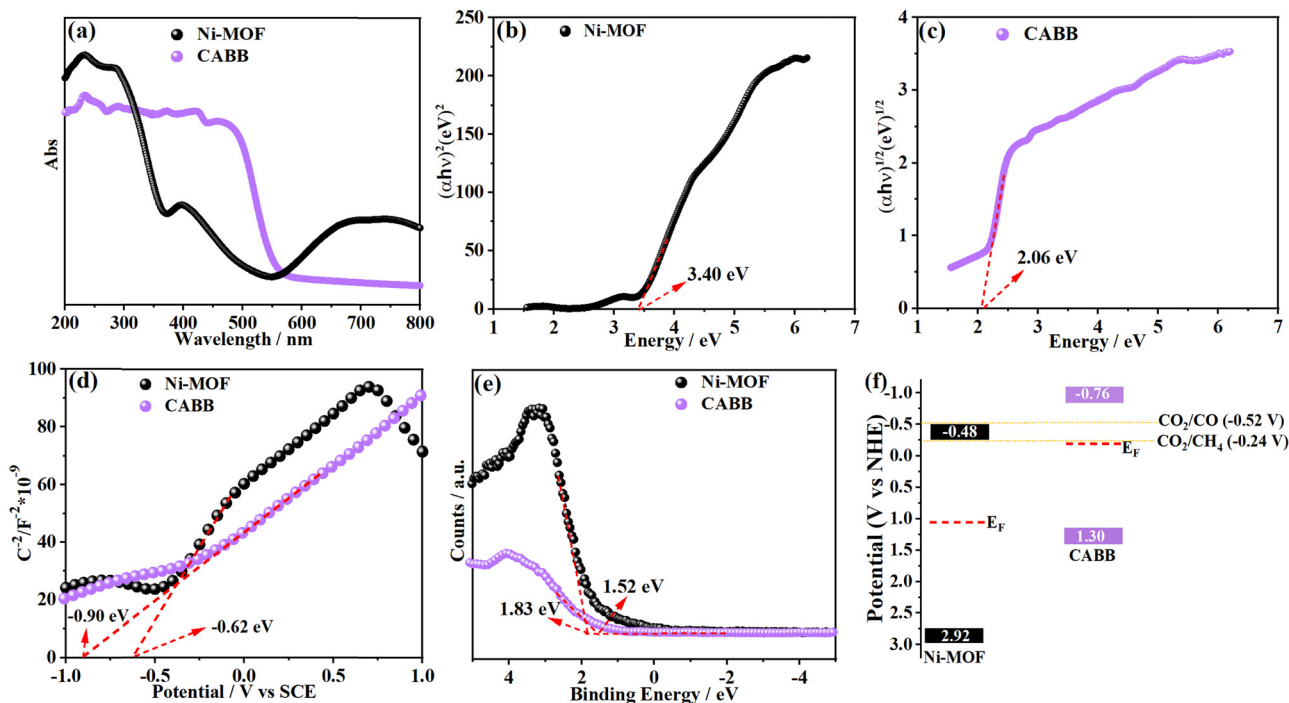 (a)
Ni-MOF
CABB
Abs
200 300 400 500 600 700 800
Wavelength / nm
(b)
Ni-MOF
(αhν)²(eV)²
250
200
150
100
50
0
1 2 3 4 5 6 7
3.40 eV
Energy / eV
(c)
CABB
(αhν)^1/2(eV)^1/2
4
3
2
1
0
1 2 3 4 5 6 7
2.06 eV
Energy / eV
(d)
Ni-MOF
CABB
C⁻²/F⁻²*10⁻⁹
100
80
60
40
20
0
-0.90 eV
-0.62 eV
-1.0 -0.5 0.0 0.5 1.0
Potential / V vs SCE
(e)
Ni-MOF
CABB
Counts / a.u.
1.83 eV
1.52 eV
4 2 0 -2 -4
Binding Energy / eV
(f)
Potential (V vs NHE)
-1.0
-0.5
0.0
0.5
1.0
1.5
2.0
2.5
3.0
-0.76
-0.48
CO₂/CO (-0.52 V)
CO₂/CH₄ (-0.24 V)
E_F
E_F
1.30
CABB
2.92
Ni-MOF